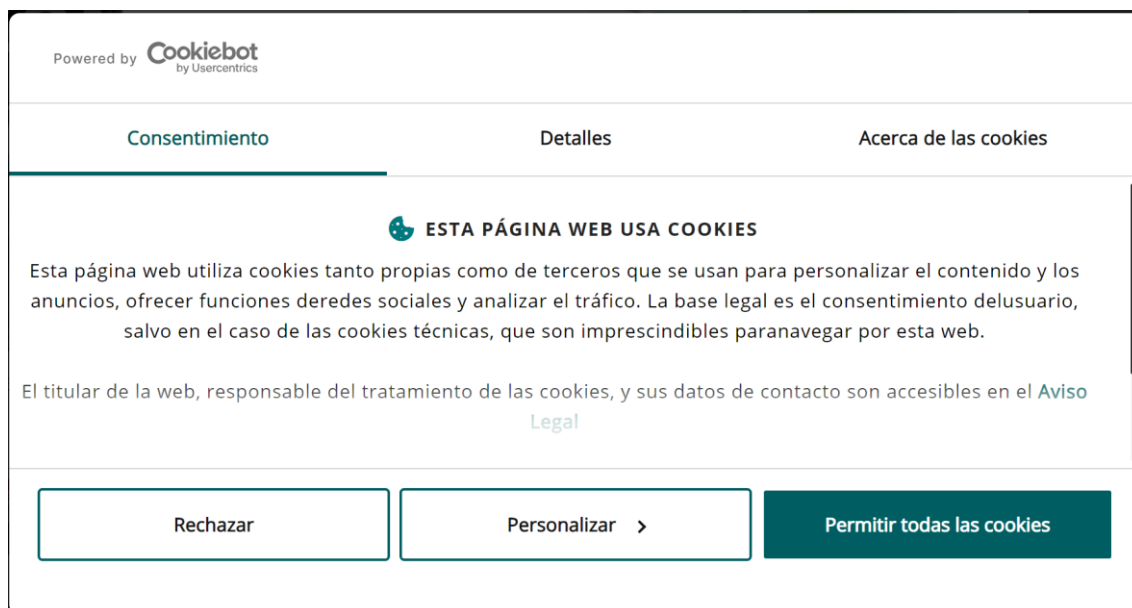 Powered by Cookiebot
by Usercentrics
Consentimiento
Detalles
Acerca de las cookies
ESTA PÁGINA WEB USA COOKIES
Esta página web utiliza cookies tanto propias como de terceros que se usan para personalizar el contenido y los
anuncios, ofrecer funciones deredes sociales y analizar el tráfico. La base legal es el consentimiento delusuario,
salvo en el caso de las cookies técnicas, que son imprescindibles paranavegar por esta web.
El titular de la web, responsable del tratamiento de las cookies, y sus datos de contacto son accesibles en el Aviso
Legal
Rechazar
Personalizar
Permitir todas las cookies